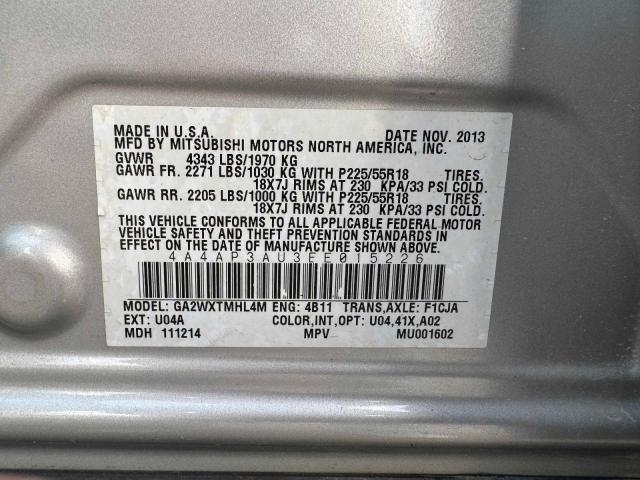 MADE IN U.S.A. DATE NOV. 2013
MFD BY MITSUBISHI MOTORS NORTH AMERICA, INC.
GVWR 4343 LBS/1970 KG
GAWR FR. 2271 LBS/1030 KG WITH P225/55R18 TIRES.
18X7J RIMS AT 230 KPA/33 PSI COLD.
GAWR RR. 2205 LBS/1000 KG WITH P225/55R18 TIRES.
18X7J RIMS AT 230 KPA/33 PSI COLD.
THIS VEHICLE CONFORMS TO ALL APPLICABLE FEDERAL MOTOR
VEHICLE SAFETY AND THEFT PREVENTION STANDARDS IN
EFFECT ON THE DATE OF MANUFACTURE SHOWN ABOVE.
4A4AP3AU3EE015226
MODEL: GA2WXTMHL4M ENG: 4B11 TRANS,AXLE: F1CJA
EXT: U04A COLOR,INT,OPT: U04,41X,A02
MDH 111214 MPV MU001602